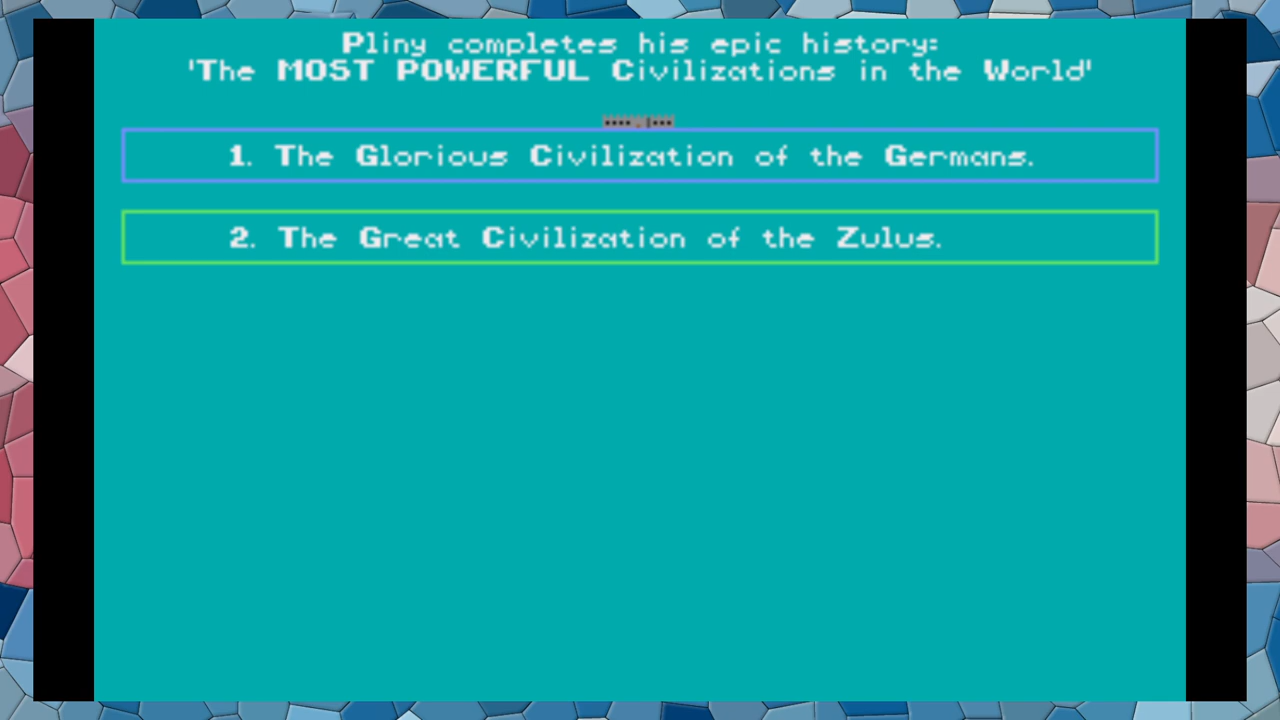 Pliny completes his epic history:
'The MOST POWERFUL Civilizations in the World'
1. The Glorious Civilization of the Germans.
2. The Great Civilization of the Zulus.